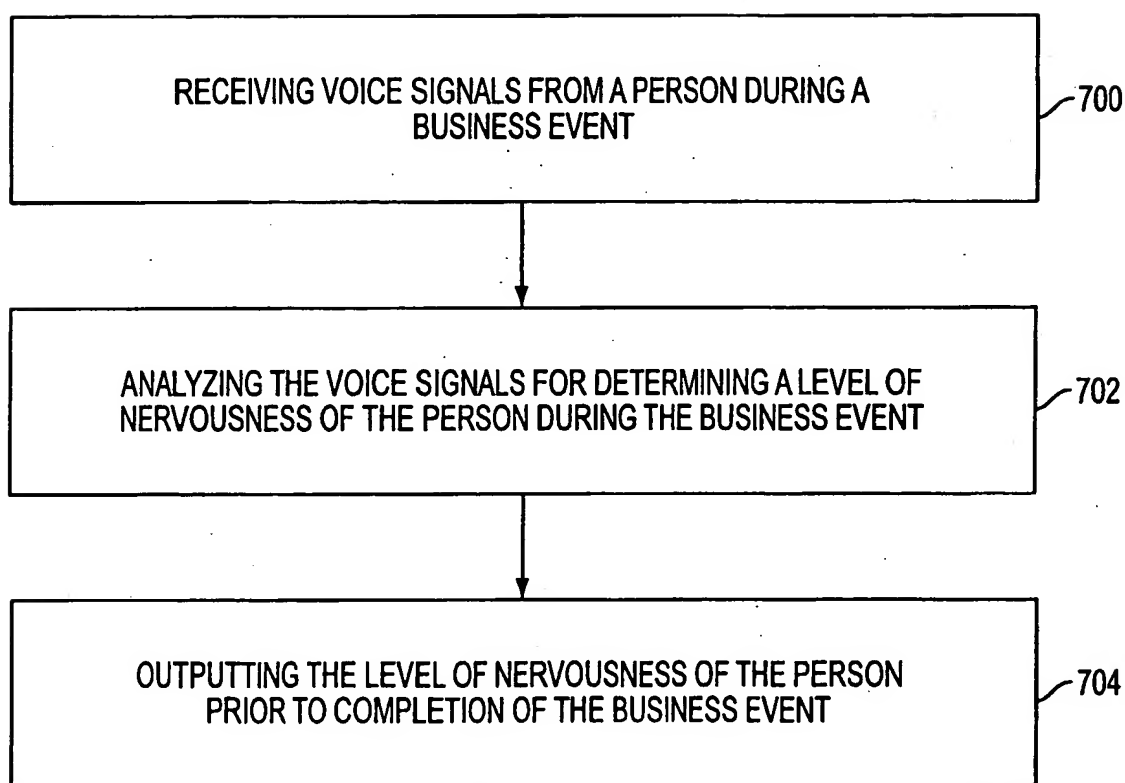 RECEIVING VOICE SIGNALS FROM A PERSON DURING A
BUSINESS EVENT
700
ANALYZING THE VOICE SIGNALS FOR DETERMINING A LEVEL OF
NERVOUSNESS OF THE PERSON DURING THE BUSINESS EVENT
702
OUTPUTTING THE LEVEL OF NERVOUSNESS OF THE PERSON
PRIOR TO COMPLETION OF THE BUSINESS EVENT
704